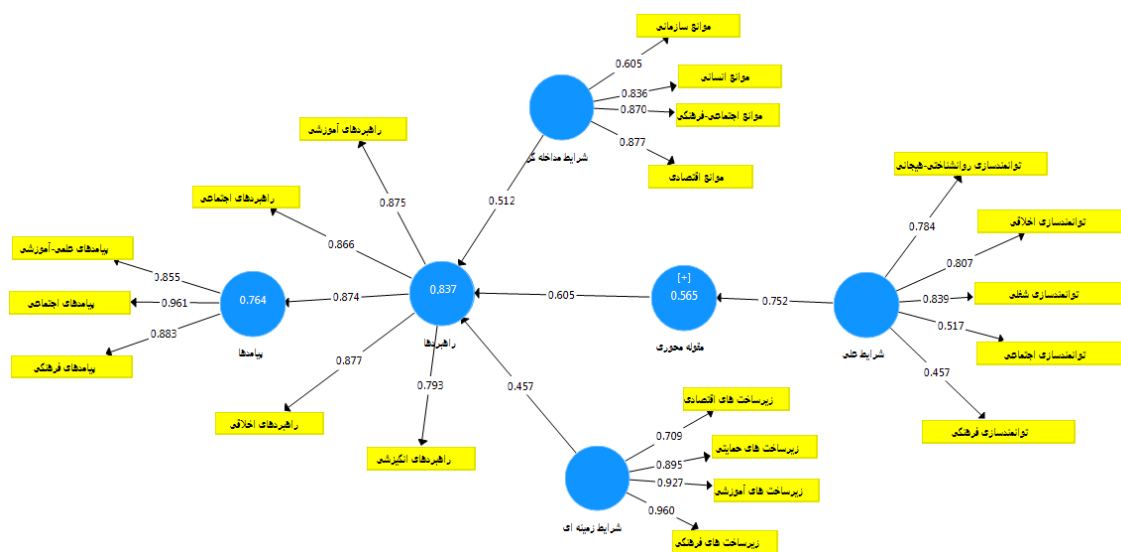 موانع سازمانی
0.605
موانع انسانی
0.836
موانع اجتماعی-فرهنگی
0.870
موانع اقتصادی
0.877
شرایط مداخله گر
0.512
توانمندسازی روانشناختی-هیجانی
0.784
توانمندسازی اخلاقی
0.807
توانمندسازی شغلی
0.839
توانمندسازی اجتماعی
0.517
توانمندسازی فرهنگی
0.457
شرایط علی
0.752
[+]
0.565
مقوله محوری
0.605
راهبردهای آموزشی
0.875
راهبردهای اجتماعی
0.866
0.837
راهبردها
راهبردهای اخلاقی
0.877
راهبردهای انگیزشی
0.793
0.457
زیرساخت های اقتصادی
0.709
زیرساخت های حمایتی
0.895
زیرساخت های آموزشی
0.927
زیرساخت های فرهنگی
0.960
شرایط زمینه ای
0.874
0.764
پیامدها
پیامدهای علمی-آموزشی
0.855
پیامدهای اجتماعی
0.961
پیامدهای فرهنگی
0.883